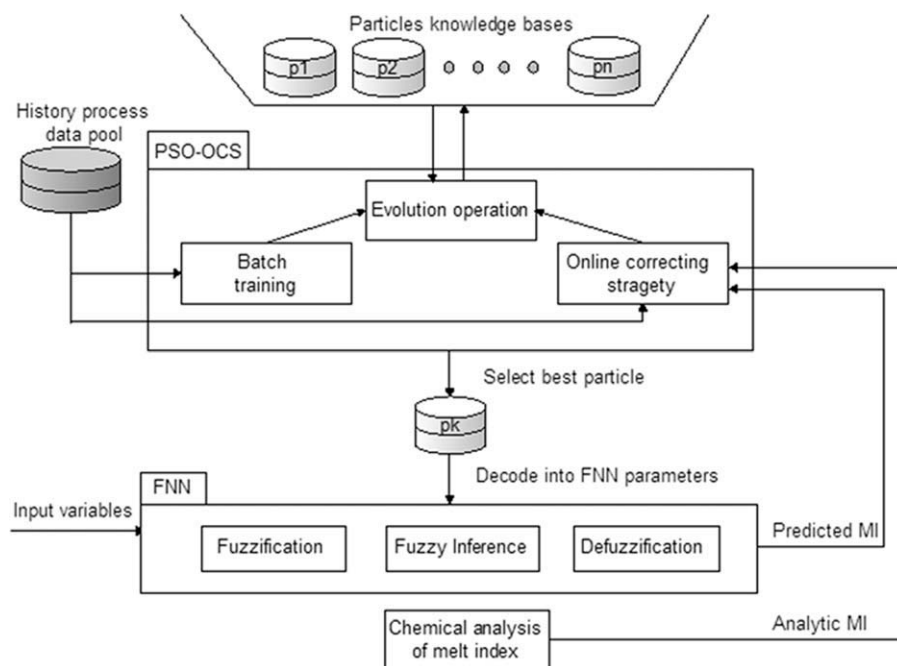 Particles knowledge bases
p1
p2
pn
History process
data pool
PSO-OCS
Evolution operation
Batch
training
Online correcting
stragety
Select best particle
pk
Decode into FNN parameters
FNN
Input variables
Fuzzification
Fuzzy Inference
Defuzzification
Predicted MI
Chemical analysis
of melt index
Analytic MI